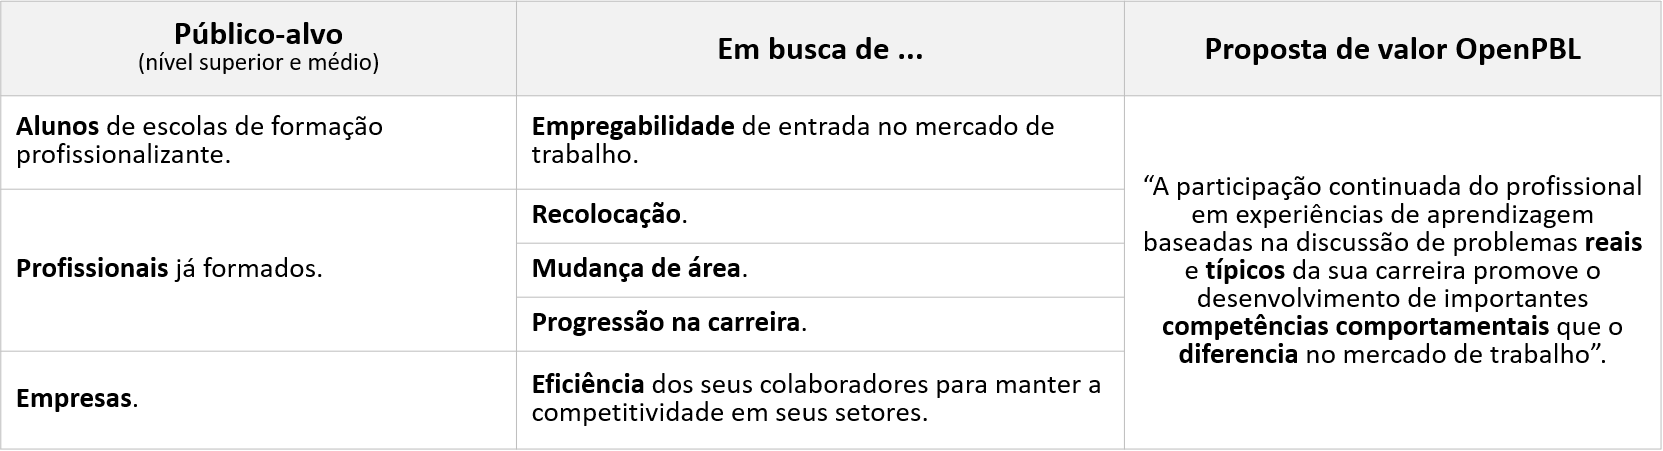 Público-alvo
(nível superior e médio)
Em busca de ...
Proposta de valor OpenPBL
Alunos de escolas de formação
profissionalizante.
Empregabilidade de entrada no mercado de
trabalho.
Profissionais já formados.
Recolocação.
Mudança de área.
Progressão na carreira.
Empresas.
Eficiência dos seus colaboradores para manter a
competitividade em seus setores.
“A participação continuada do profissional
em experiências de aprendizagem
baseadas na discussão de problemas reais
e típicos da sua carreira promove o
desenvolvimento de importantes
competências comportamentais que o
diferencia no mercado de trabalho”.